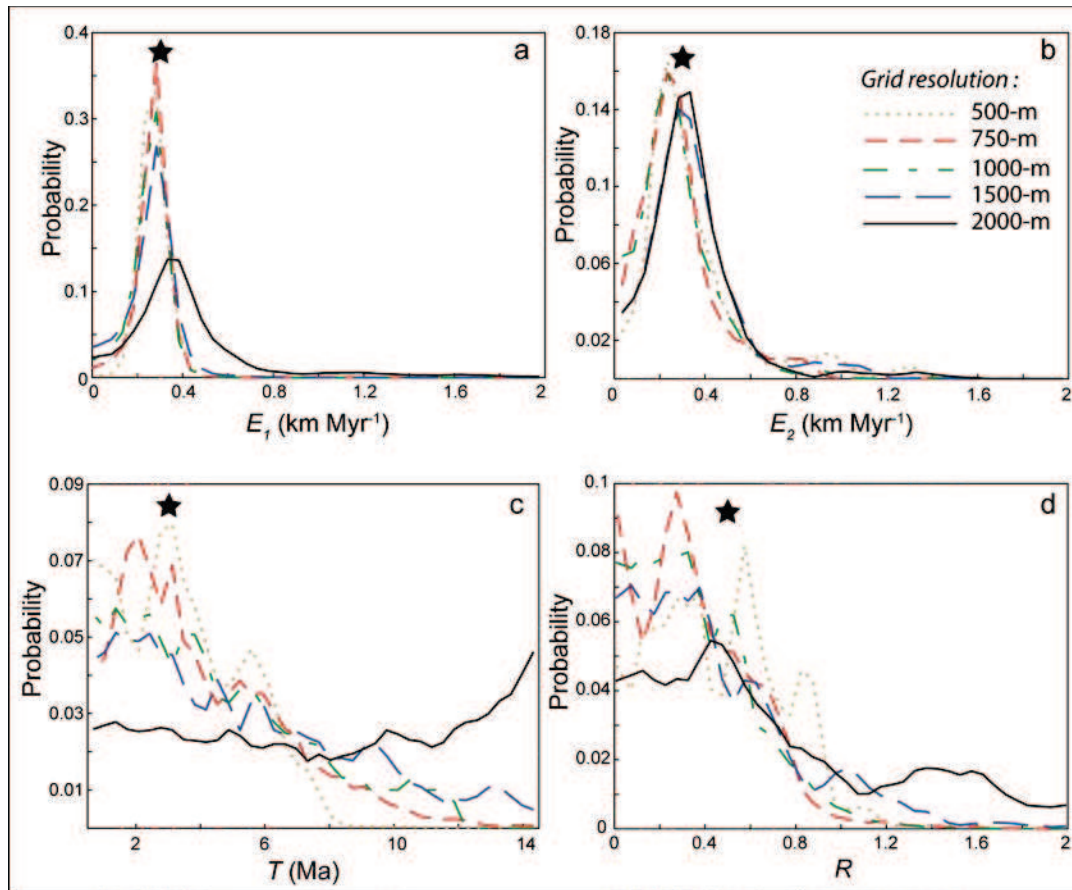 a
0.4
0.3
0.2
0.1
0
Probability
0 0.4 0.8 1.2 1.6 2
E1 (km Myr-1)
b
0.18
0.14
0.1
0.06
0.02
Probability
0 0.4 0.8 1.2 1.6 2
E2 (km Myr-1)
Grid resolution :
500-m
750-m
1000-m
1500-m
2000-m
c
0.09
0.07
0.05
0.03
0.01
Probability
2 6 10 14
T (Ma)
d
0.1
0.08
0.06
0.04
0.02
0
Probability
0 0.4 0.8 1.2 1.6 2
R